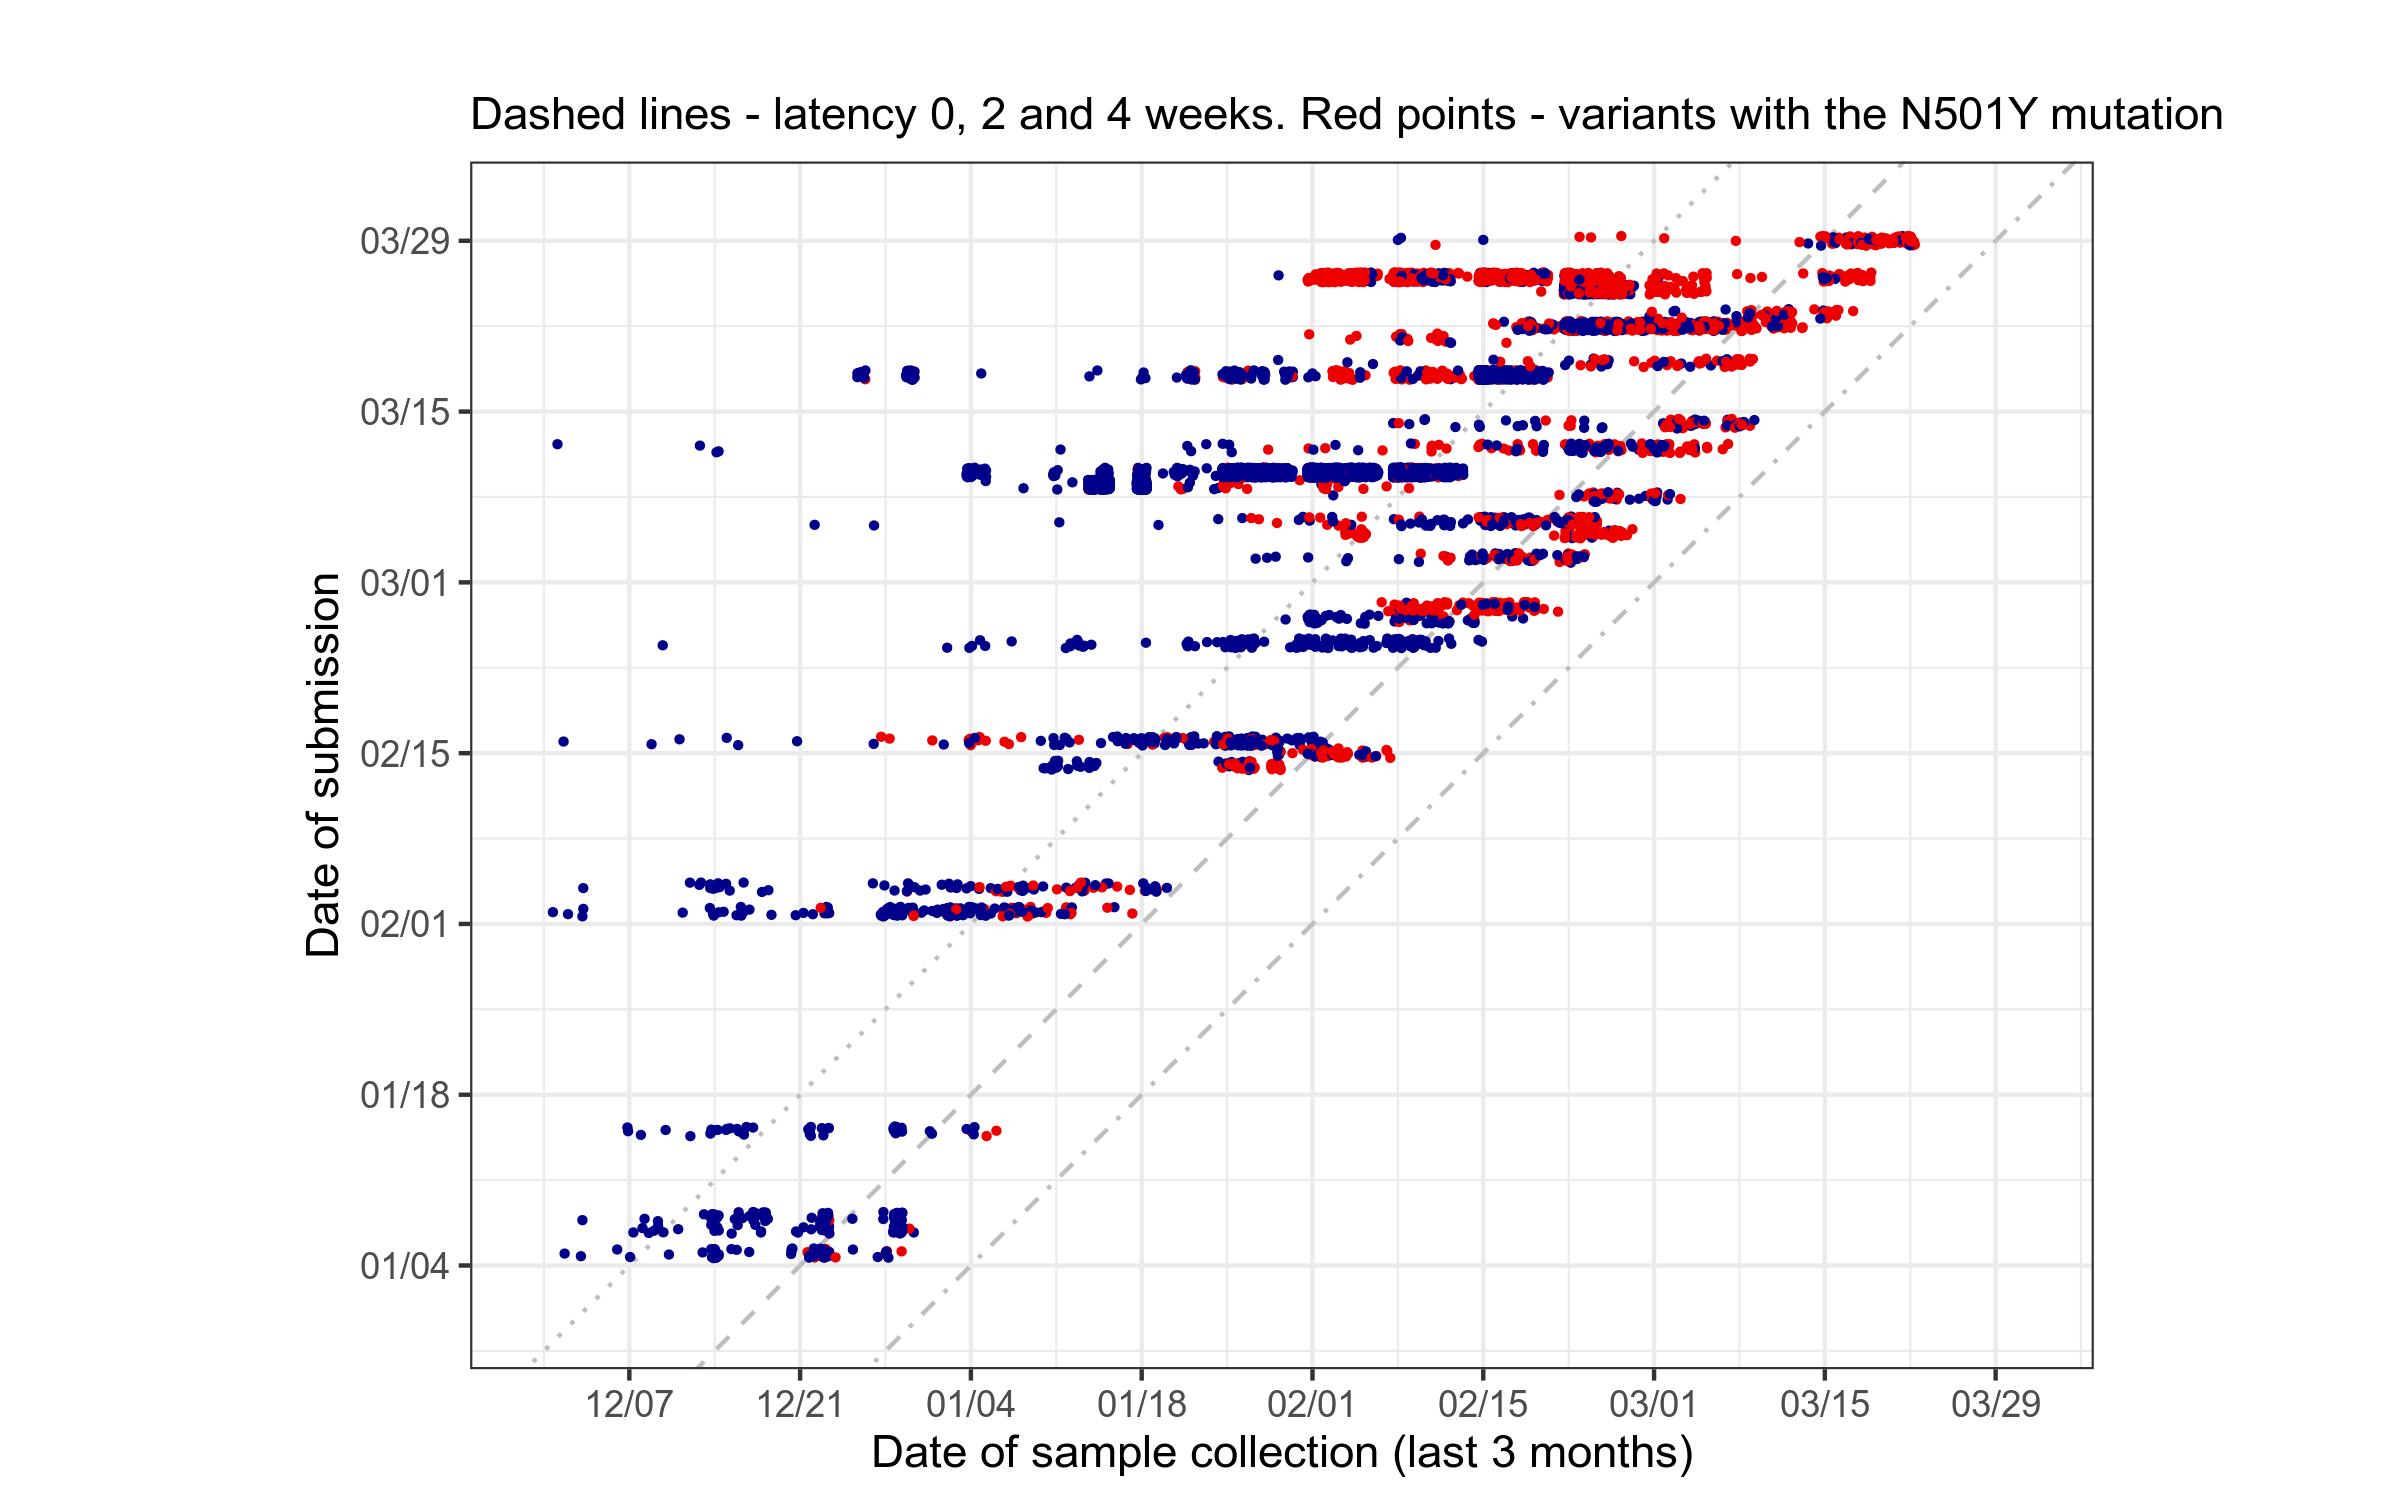 Dashed lines - latency 0, 2 and 4 weeks. Red points - variants with the N501Y mutation
Date of submission
03/29
03/15
03/01
02/15
02/01
01/18
01/04
12/07 12/21 01/04 01/18 02/01 02/15 03/01 03/15 03/29
Date of sample collection (last 3 months)